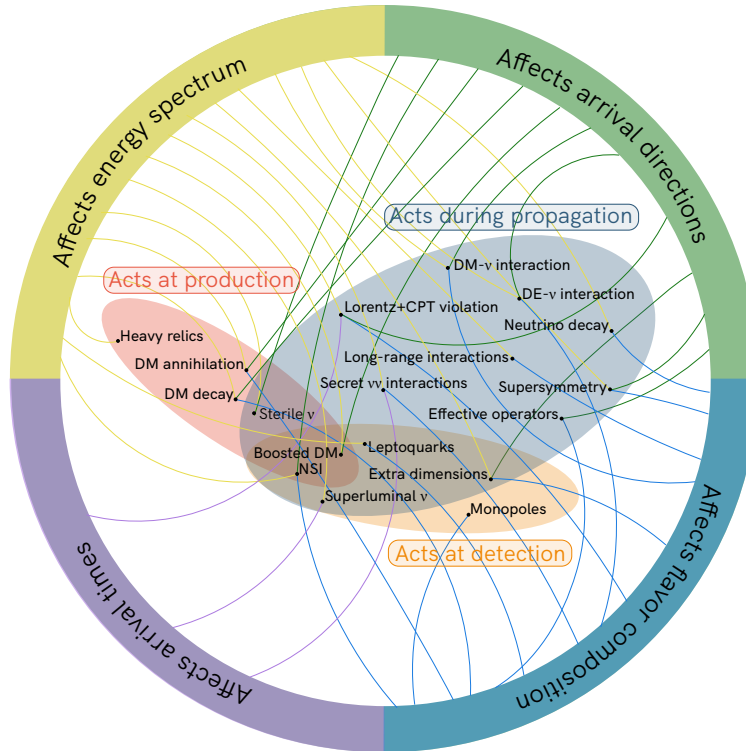 Affects energy spectrum
Affects arrival directions
Acts during propagation
DM-ν interaction
Acts at production
DE-ν interaction
Lorentz+CPT violation
Neutrino decay
Heavy relics
Long-range interactions
DM annihilation
Secret νν interactions
Supersymmetry
DM decay
Sterile ν
Effective operators
Leptoquarks
Boosted DM
NSI
Extra dimensions
Superluminal ν
Monopoles
Acts at detection
Affects arrival times
Affects flavor composition